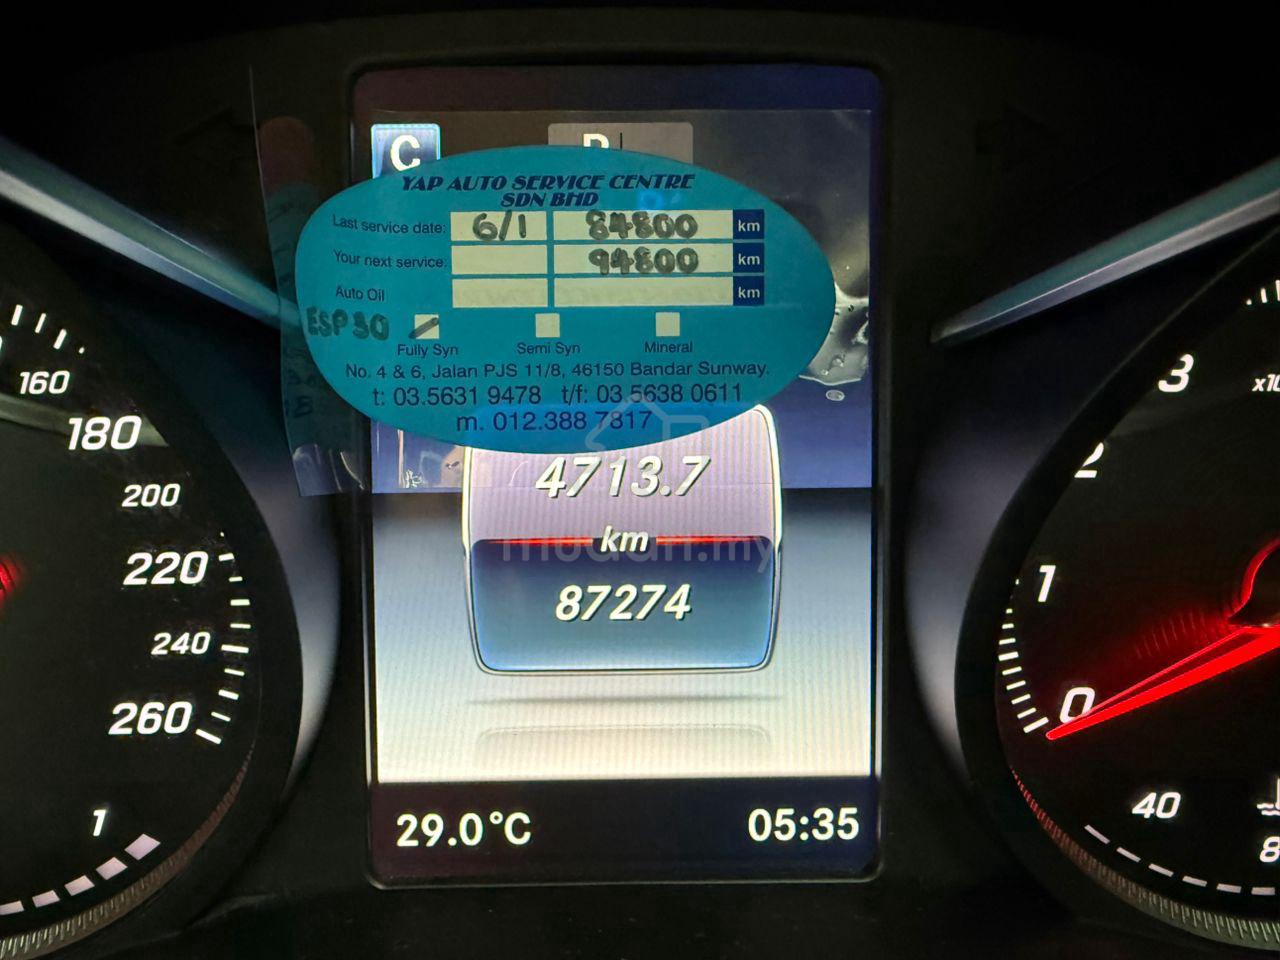 C
YAP AUTO SERVICE CENTRE
SDN BHD
Last service date: 6/1 84800 km
Your next service: 94800 km
Auto Oil km
ESP 30
Fully Syn Semi Syn Mineral
No. 4 & 6, Jalan PJS 11/8, 46150 Bandar Sunway.
t: 03.5631 9478 t/f: 03.5638 0611
m. 012.388 7817
4713.7
km
mudah.my
87274
29.0°C 05:35
160
180
200
220
240
260
1
3
2
1
0
40